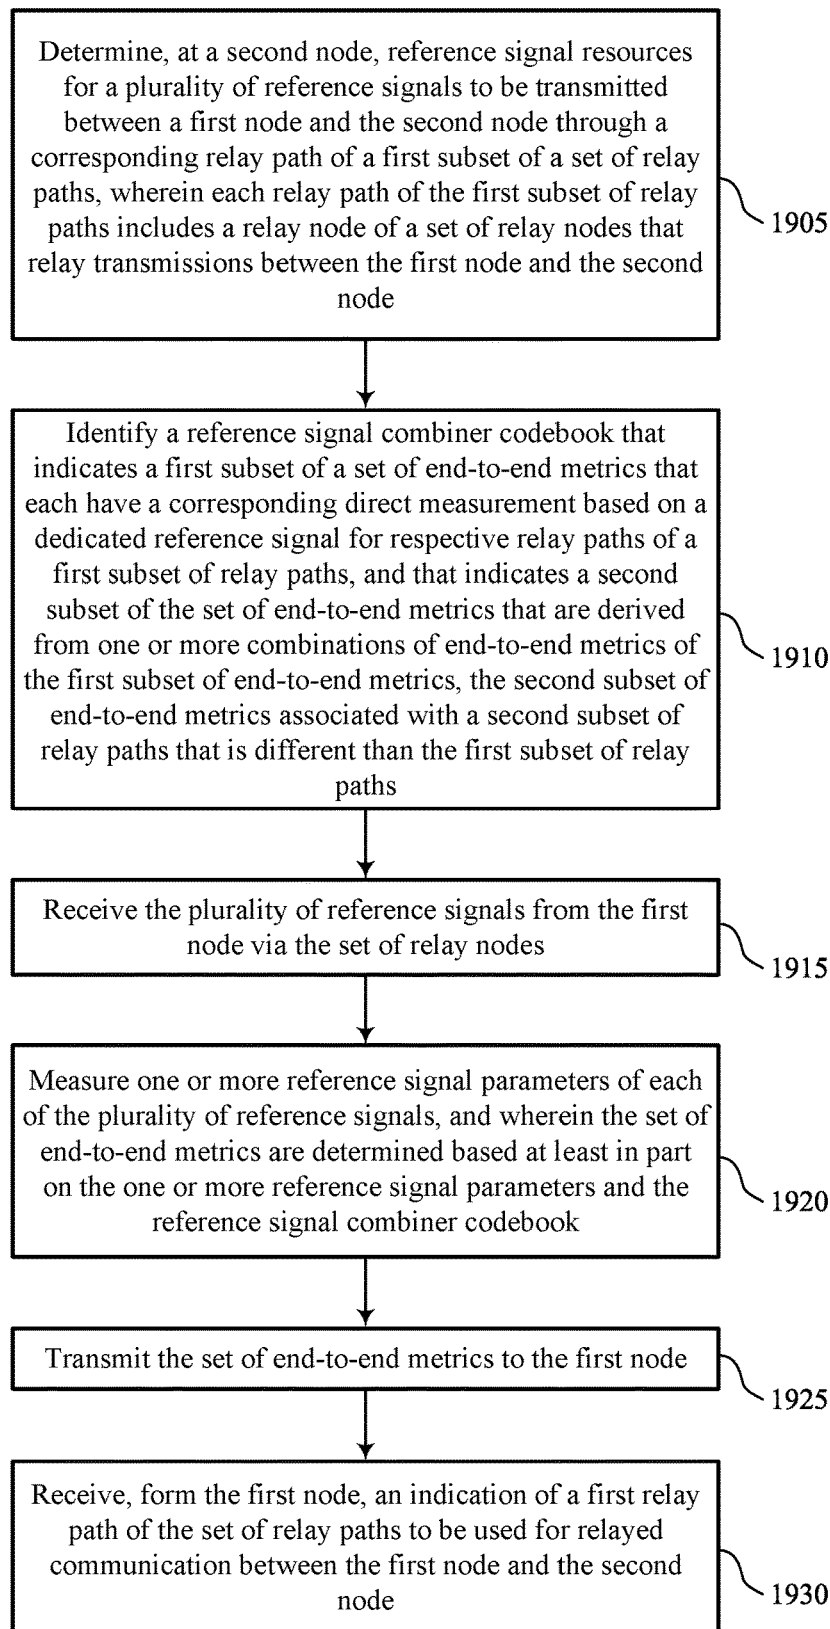 Determine, at a second node, reference signal resources
for a plurality of reference signals to be transmitted
between a first node and the second node through a
corresponding relay path of a first subset of a set of relay
paths, wherein each relay path of the first subset of relay
paths includes a relay node of a set of relay nodes that
relay transmissions between the first node and the second
node
1905
Identify a reference signal combiner codebook that
indicates a first subset of a set of end-to-end metrics that
each have a corresponding direct measurement based on a
dedicated reference signal for respective relay paths of a
first subset of relay paths, and that indicates a second
subset of the set of end-to-end metrics that are derived
from one or more combinations of end-to-end metrics of
the first subset of end-to-end metrics, the second subset of
end-to-end metrics associated with a second subset of
relay paths that is different than the first subset of relay
paths
1910
Receive the plurality of reference signals from the first
node via the set of relay nodes
1915
Measure one or more reference signal parameters of each
of the plurality of reference signals, and wherein the set of
end-to-end metrics are determined based at least in part
on the one or more reference signal parameters and the
reference signal combiner codebook
1920
Transmit the set of end-to-end metrics to the first node
1925
Receive, form the first node, an indication of a first relay
path of the set of relay paths to be used for relayed
communication between the first node and the second
node
1930